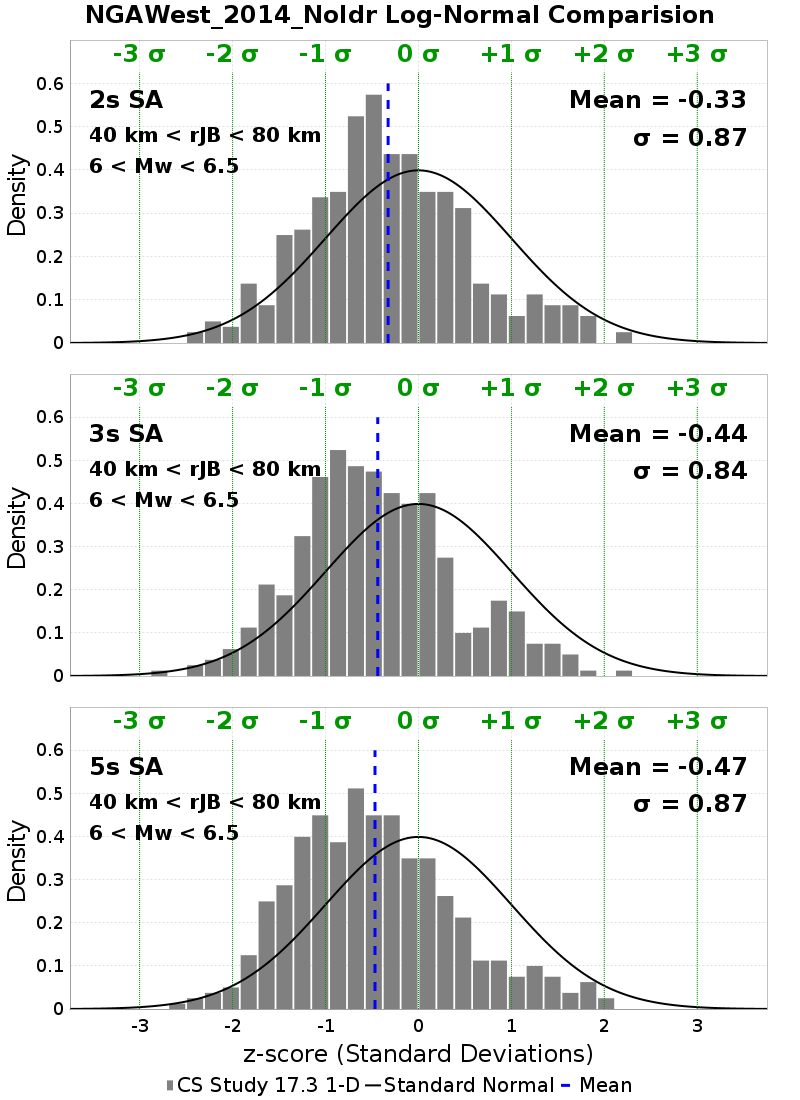 NGAWest_2014_NoIdr Log-Normal Comparision
-3 σ -2 σ -1 σ 0 σ +1 σ +2 σ +3 σ
2s SA
Mean = -0.33
40 km < rJB < 80 km
σ = 0.87
6 < Mw < 6.5
0.6
0.5
0.4
0.3
0.2
0.1
0
Density
-3 σ -2 σ -1 σ 0 σ +1 σ +2 σ +3 σ
3s SA
Mean = -0.44
40 km < rJB < 80 km
σ = 0.84
6 < Mw < 6.5
0.6
0.5
0.4
0.3
0.2
0.1
0
Density
-3 σ -2 σ -1 σ 0 σ +1 σ +2 σ +3 σ
5s SA
Mean = -0.47
40 km < rJB < 80 km
σ = 0.87
6 < Mw < 6.5
0.6
0.5
0.4
0.3
0.2
0.1
0
Density
-3 -2 -1 0 1 2 3
z-score (Standard Deviations)
CS Study 17.3 1-D Standard Normal Mean